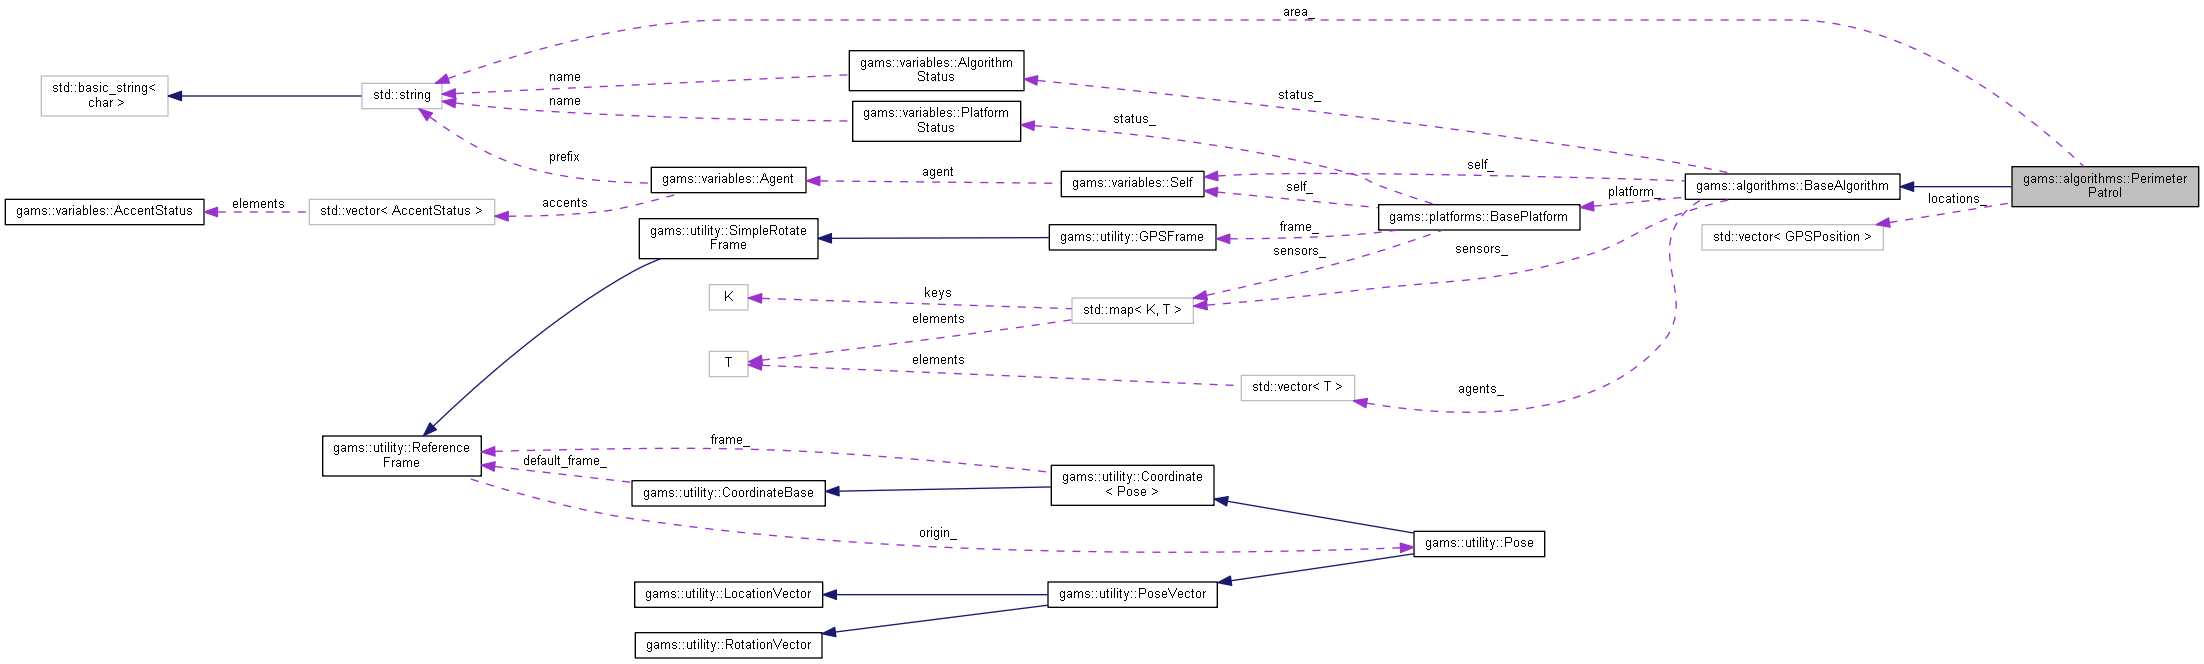 area_
gams::variables::Algorithm
Status
name
std::basic_string<
char >
std::string
status_
name
gams::variables::Platform
Status
status_
prefix
self_
agent
gams::variables::Agent
gams::variables::Self
self_
platform_
gams::algorithms::BaseAlgorithm
gams::algorithms::Perimeter
Patrol
locations_
gams::variables::AccentStatus
elements
std::vector< AccentStatus >
accents
gams::platforms::BasePlatform
gams::utility::SimpleRotate
Frame
gams::utility::GPSFrame
frame_
std::vector< GPSPosition >
sensors_
sensors_
K
keys
std::map< K, T >
elements
T
elements
std::vector< T >
agents_
gams::utility::Reference
Frame
frame_
default_frame_
gams::utility::CoordinateBase
gams::utility::Coordinate
< Pose >
origin_
gams::utility::Pose
gams::utility::LocationVector
gams::utility::PoseVector
gams::utility::RotationVector